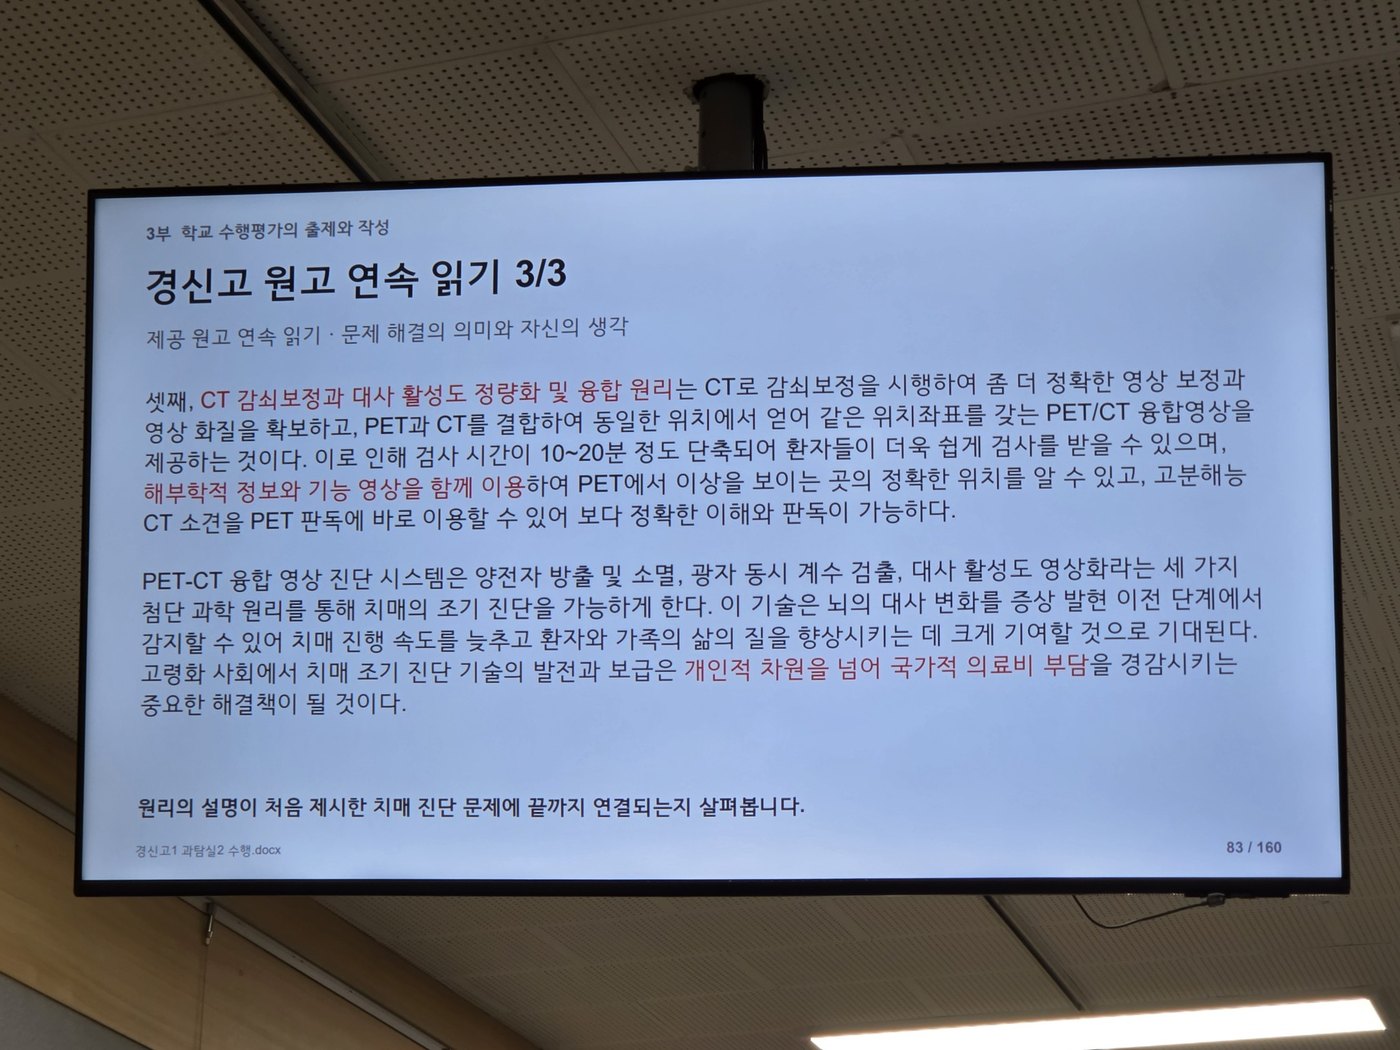 3부 학교 수행평가의 출제와 작성
경신고 원고 연속 읽기 3/3
제공 원고 연속 읽기 · 문제 해결의 의미와 자신의 생각
셋째, CT 감쇠보정과 대사 활성도 정량화 및 융합 원리는 CT로 감쇠보정을 시행하여 좀 더 정확한 영상 보정과
영상 화질을 확보하고, PET과 CT를 결합하여 동일한 위치에서 얻어 같은 위치좌표를 갖는 PET/CT 융합영상을
제공하는 것이다. 이로 인해 검사 시간이 10~20분 정도 단축되어 환자들이 더욱 쉽게 검사를 받을 수 있으며,
해부학적 정보와 기능 영상을 함께 이용하여 PET에서 이상을 보이는 곳의 정확한 위치를 알 수 있고, 고분해능
CT 소견을 PET 판독에 바로 이용할 수 있어 보다 정확한 이해와 판독이 가능하다.
PET-CT 융합 영상 진단 시스템은 양전자 방출 및 소멸, 광자 동시 계수 검출, 대사 활성도 영상화라는 세 가지
첨단 과학 원리를 통해 치매의 조기 진단을 가능하게 한다. 이 기술은 뇌의 대사 변화를 증상 발현 이전 단계에서
감지할 수 있어 치매 진행 속도를 늦추고 환자와 가족의 삶의 질을 향상시키는 데 크게 기여할 것으로 기대된다.
고령화 사회에서 치매 조기 진단 기술의 발전과 보급은 개인적 차원을 넘어 국가적 의료비 부담을 경감시키는
중요한 해결책이 될 것이다.
원리의 설명이 처음 제시한 치매 진단 문제에 끝까지 연결되는지 살펴봅니다.
경신고1 과탐실2 수행.docx
83 / 160